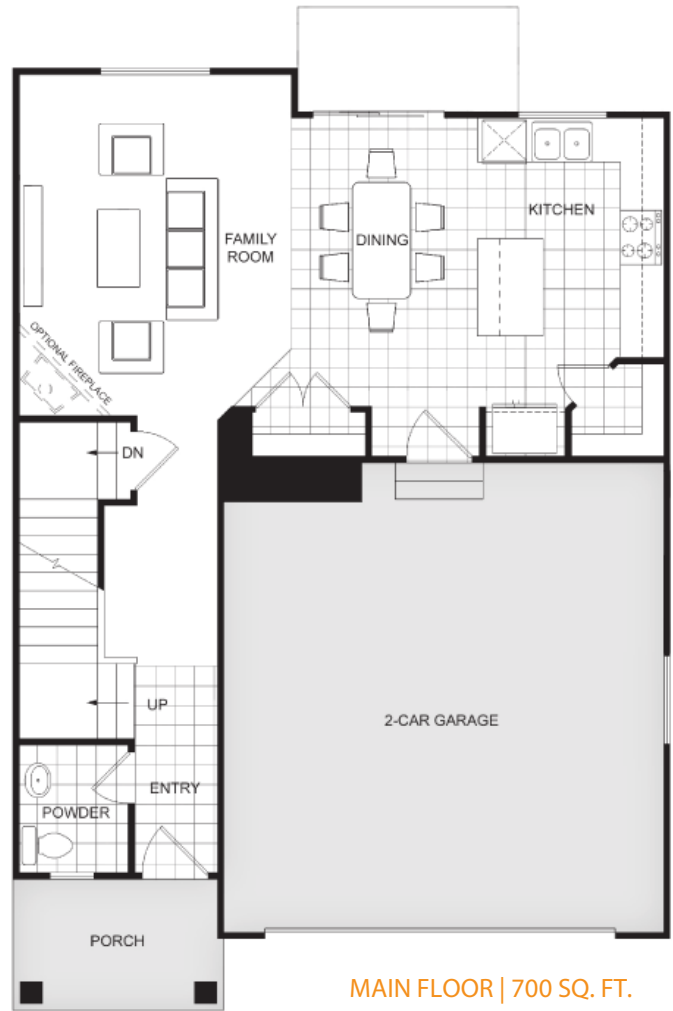 FAMILY
ROOM
DINING
KITCHEN
OPTIONAL FIREPLACE
DN
UP
2-CAR GARAGE
ENTRY
POWDER
PORCH
MAIN FLOOR | 700 SQ. FT.